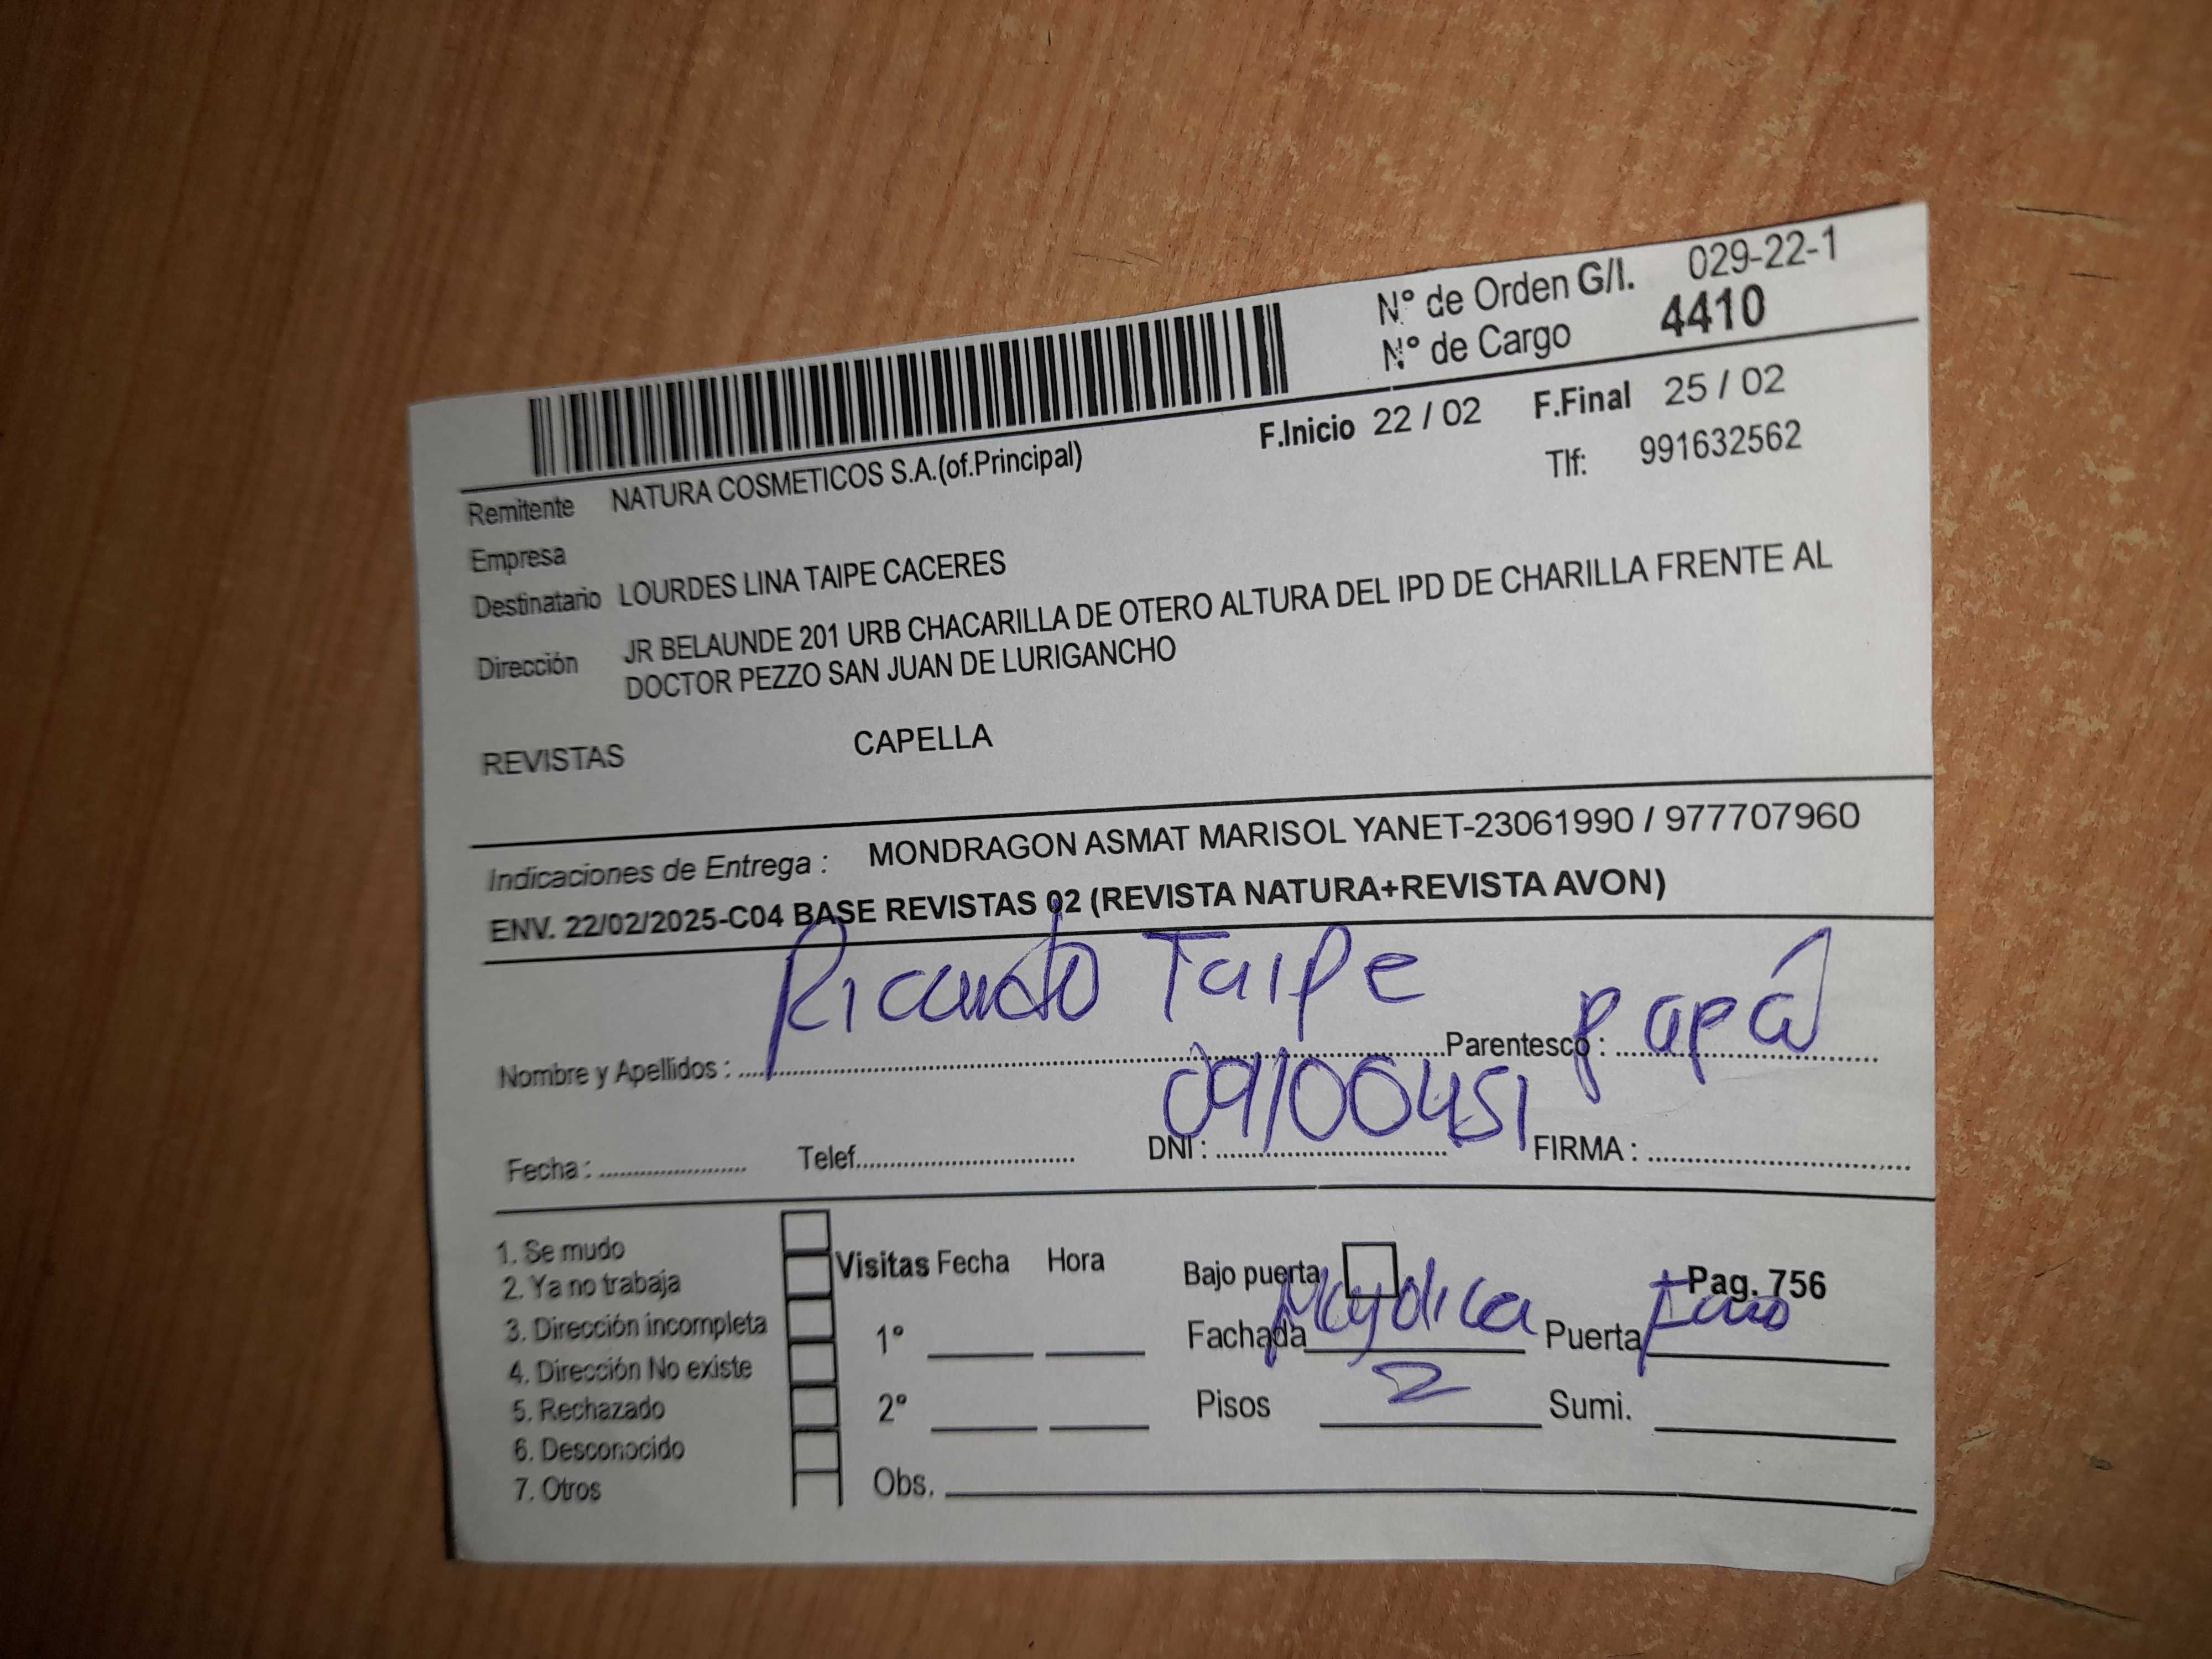 N° de Orden G/I. 029-22-1
N° de Cargo 4410
F.Inicio 22 / 02 F.Final 25 / 02
Remitente NATURA COSMETICOS S.A.(of.Principal) Tlf: 991632562
Empresa
Destinatario LOURDES LINA TAIPE CACERES
Dirección JR BELAUNDE 201 URB CHACARILLA DE OTERO ALTURA DEL IPD DE CHARILLA FRENTE AL
DOCTOR PEZZO SAN JUAN DE LURIGANCHO
REVISTAS CAPELLA
Indicaciones de Entrega : MONDRAGON ASMAT MARISOL YANET-23061990 / 977707960
ENV. 22/02/2025-C04 BASE REVISTAS 02 (REVISTA NATURA+REVISTA AVON)
Nombre y Apellidos : Ricardo Taipe Parentesco : papá
Fecha : Telef. DNI : 09100451 FIRMA :
1. Se mudo
2. Ya no trabaja
3. Dirección incompleta
4. Dirección No existe
5. Rechazado
6. Desconocido
7. Otros
Visitas Fecha Hora
1°
2°
Obs.
Bajo puerta Pag. 756
Fachada Mayolica Puerta
Pisos 2 Sumi.